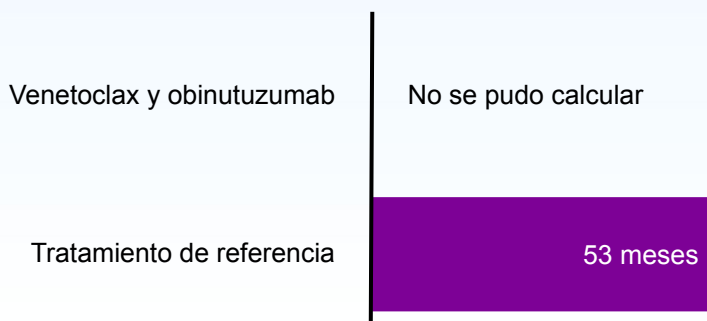 Venetoclax y obinutuzumab
No se pudo calcular
Tratamiento de referencia
53 meses